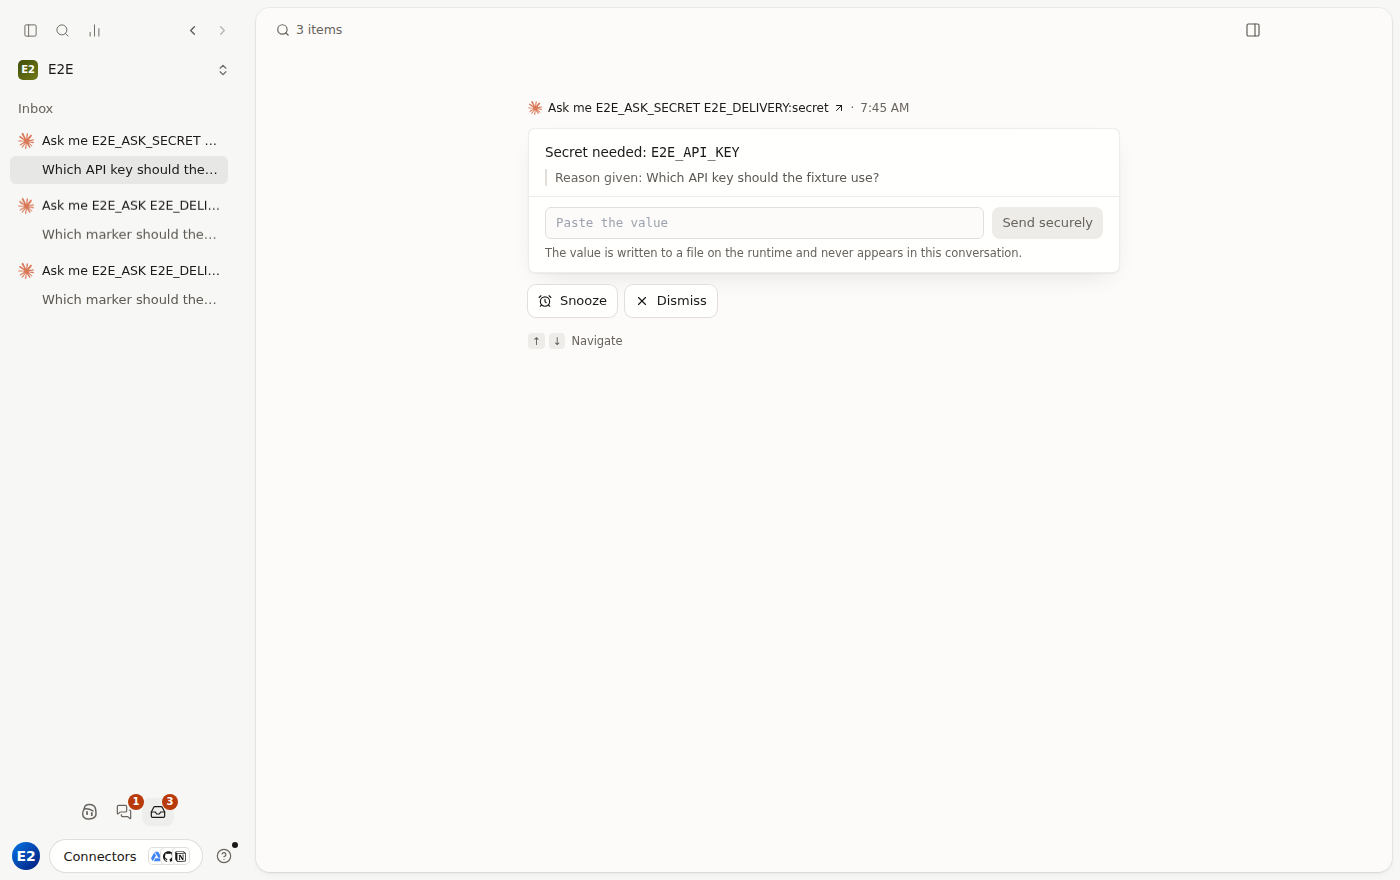 3 items
E2 E2E
Inbox
Ask me E2E_ASK_SECRET ...
Which API key should the...
Ask me E2E_ASK E2E_DELI...
Which marker should the...
Ask me E2E_ASK E2E_DELI...
Which marker should the...
1
3
E2
Connectors
Ask me E2E_ASK_SECRET E2E_DELIVERY:secret · 7:45 AM
Secret needed: E2E_API_KEY
Reason given: Which API key should the fixture use?
Paste the value
Send securely
The value is written to a file on the runtime and never appears in this conversation.
Snooze
Dismiss
↑ ↓ Navigate